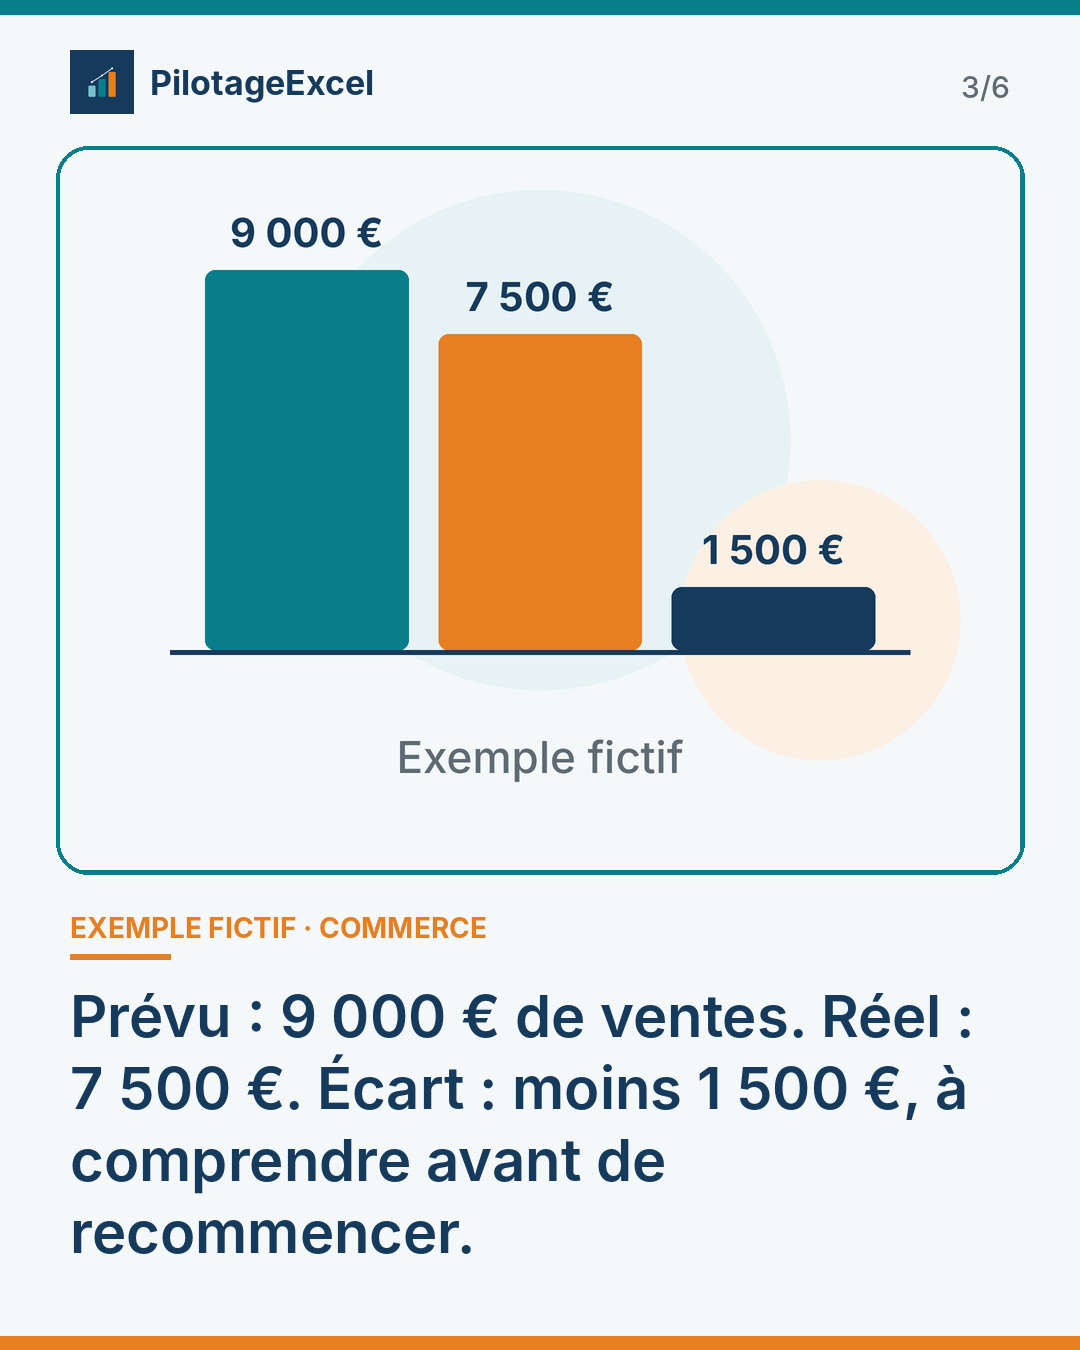 PilotageExcel
3/6
9 000 €
7 500 €
1 500 €
Exemple fictif
EXEMPLE FICTIF · COMMERCE
Prévu : 9 000 € de ventes. Réel :
7 500 €. Écart : moins 1 500 €, à
comprendre avant de
recommencer.